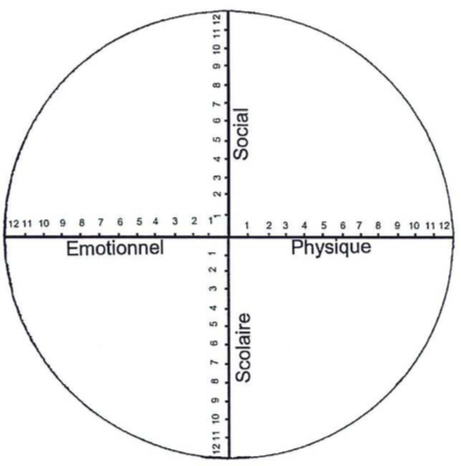 12 11 10 9 8 7 6 5 4 3 2 1
Social
12 11 10 9 8 7 6 5 4 3 2 1
1 2 3 4 5 6 7 8 9 10 11 12
Emotionnel
Physique
1 2 3 4 5 6 7 8 9 10 11 12
Scolaire